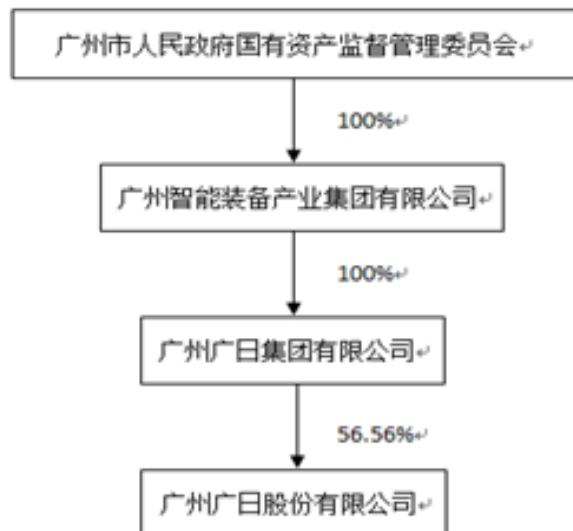 广州市人民政府国有资产监督管理委员会↵
100%↵
广州智能装备产业集团有限公司↵
100%↵
广州广日集团有限公司↵
56.56%↵
广州广日股份有限公司↵